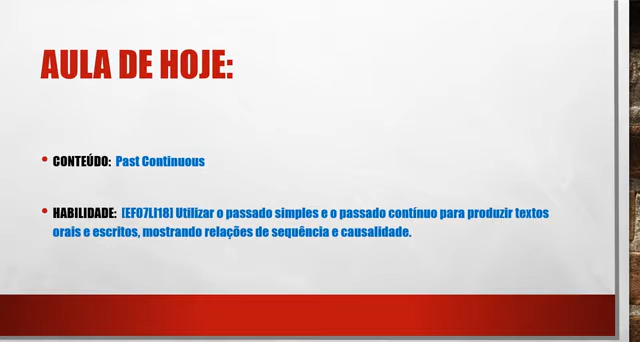 AULA DE HOJE:
• CONTEÚDO: Past Continuous
• HABILIDADE: [EF07LI18] Utilizar o passado simples e o passado contínuo para produzir textos
orais e escritos, mostrando relações de sequência e causalidade.